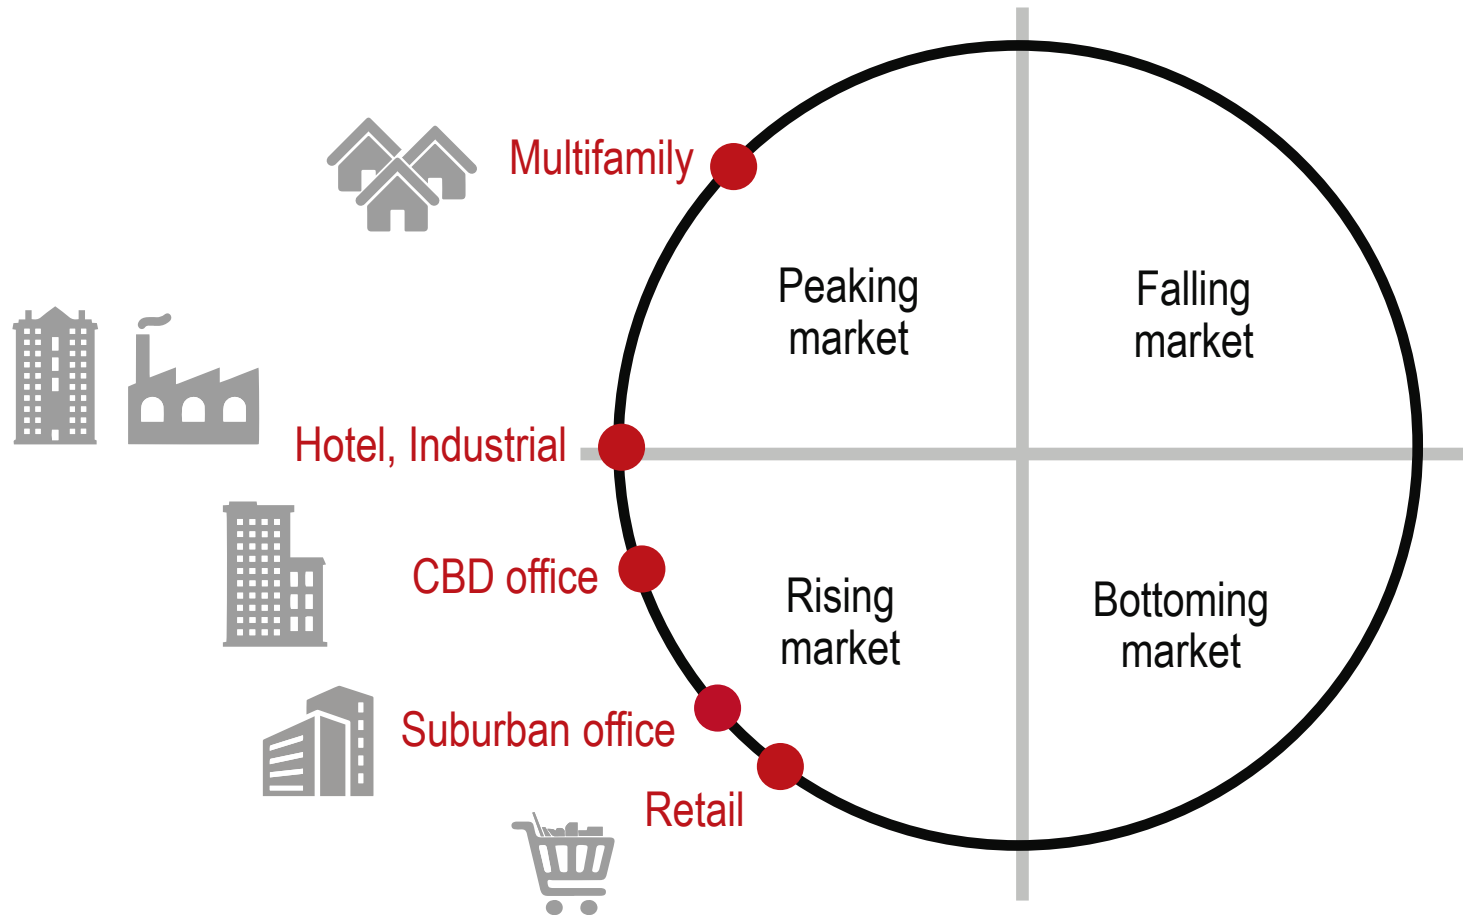 Multifamily
Peaking
market
Falling
market
Hotel, Industrial
CBD office
Rising
market
Bottoming
market
Suburban office
Retail